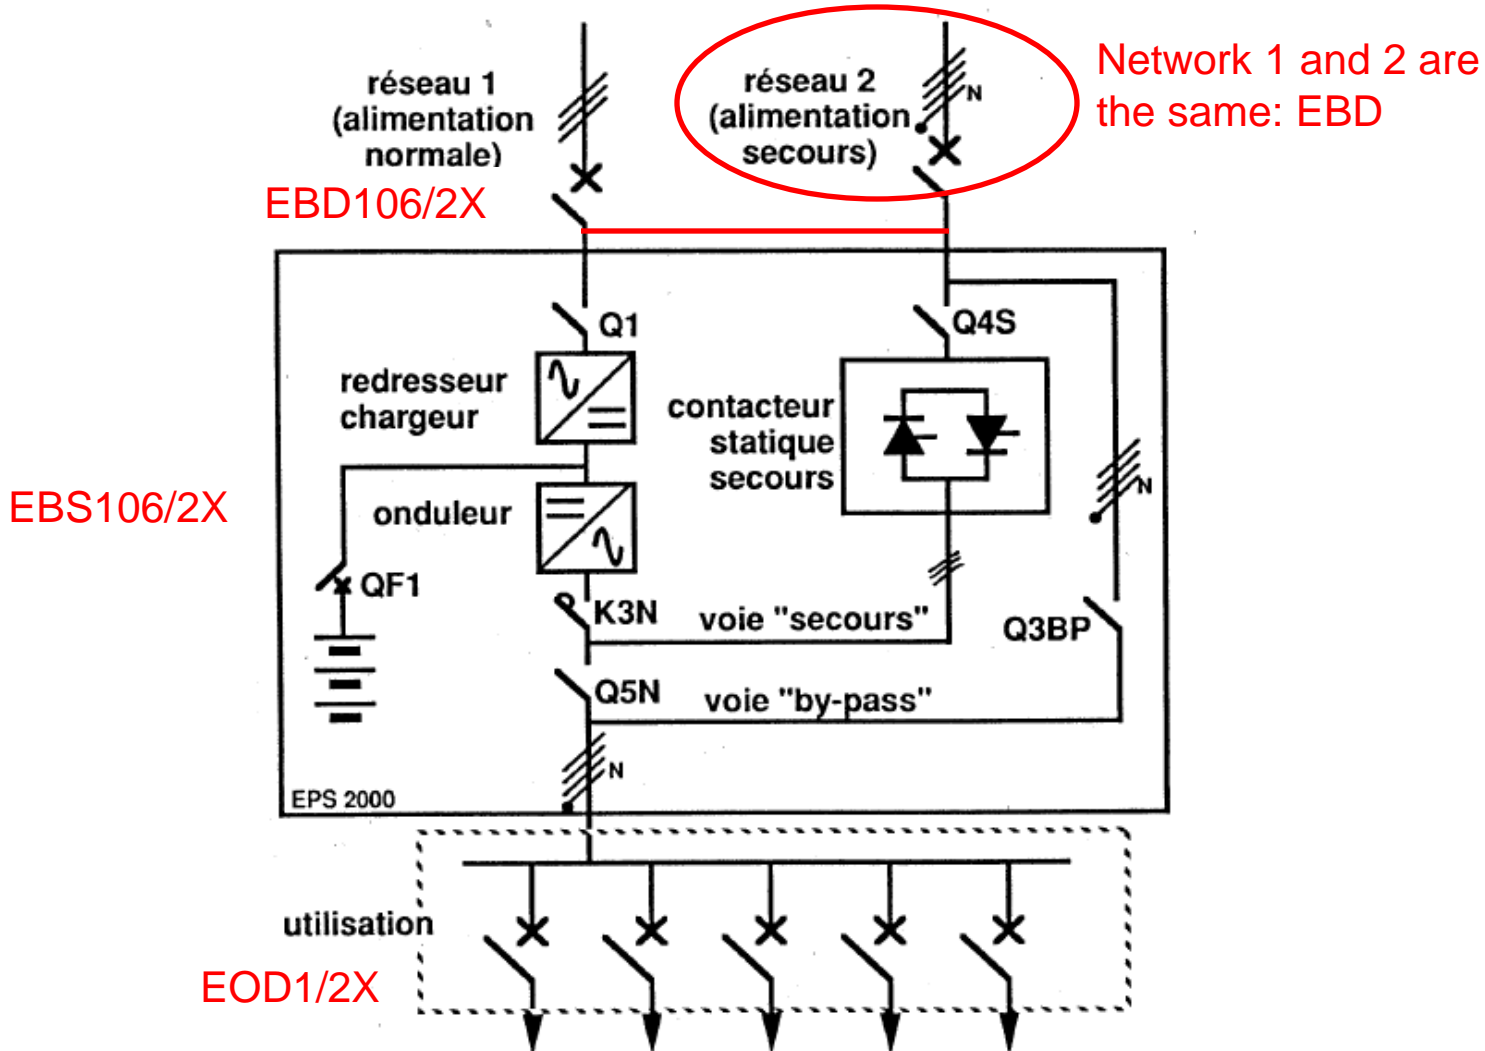 réseau 1
(alimentation
normale)
réseau 2
(alimentation
secours)
N
Network 1 and 2 are
the same: EBD
EBD106/2X
Q1
Q4S
redresseur
chargeur
contacteur
statique
secours
EBS106/2X
onduleur
N
QF1
K3N
voie "secours"
Q3BP
Q5N
voie "by-pass"
N
EPS 2000
utilisation
EOD1/2X